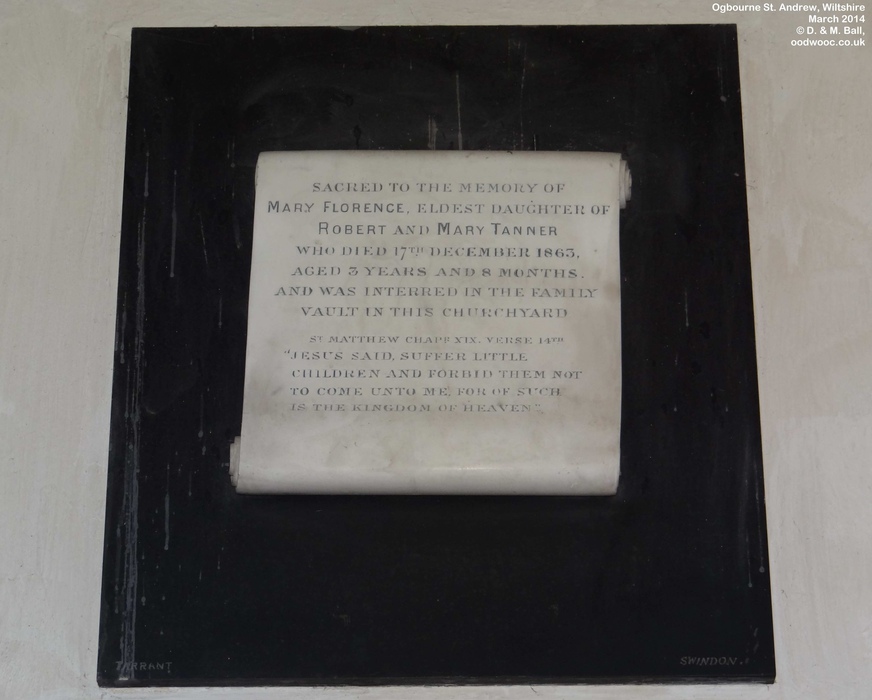 Ogbourne St. Andrew, Wiltshire
March 2014
© D. & M. Ball,
oodwooc.co.uk
SACRED TO THE MEMORY OF
MARY FLORENCE, ELDEST DAUGHTER OF
ROBERT AND MARY TANNER
WHO DIED 17TH DECEMBER 1863,
AGED 3 YEARS AND 8 MONTHS.
AND WAS INTERRED IN THE FAMILY
VAULT IN THIS CHURCHYARD
ST MATTHEW CHAPR XIX. VERSE 14TH
"JESUS SAID, SUFFER LITTLE
CHILDREN AND FORBID THEM NOT
TO COME UNTO ME, FOR OF SUCH
IS THE KINGDOM OF HEAVEN"
TARRANT
SWINDON.